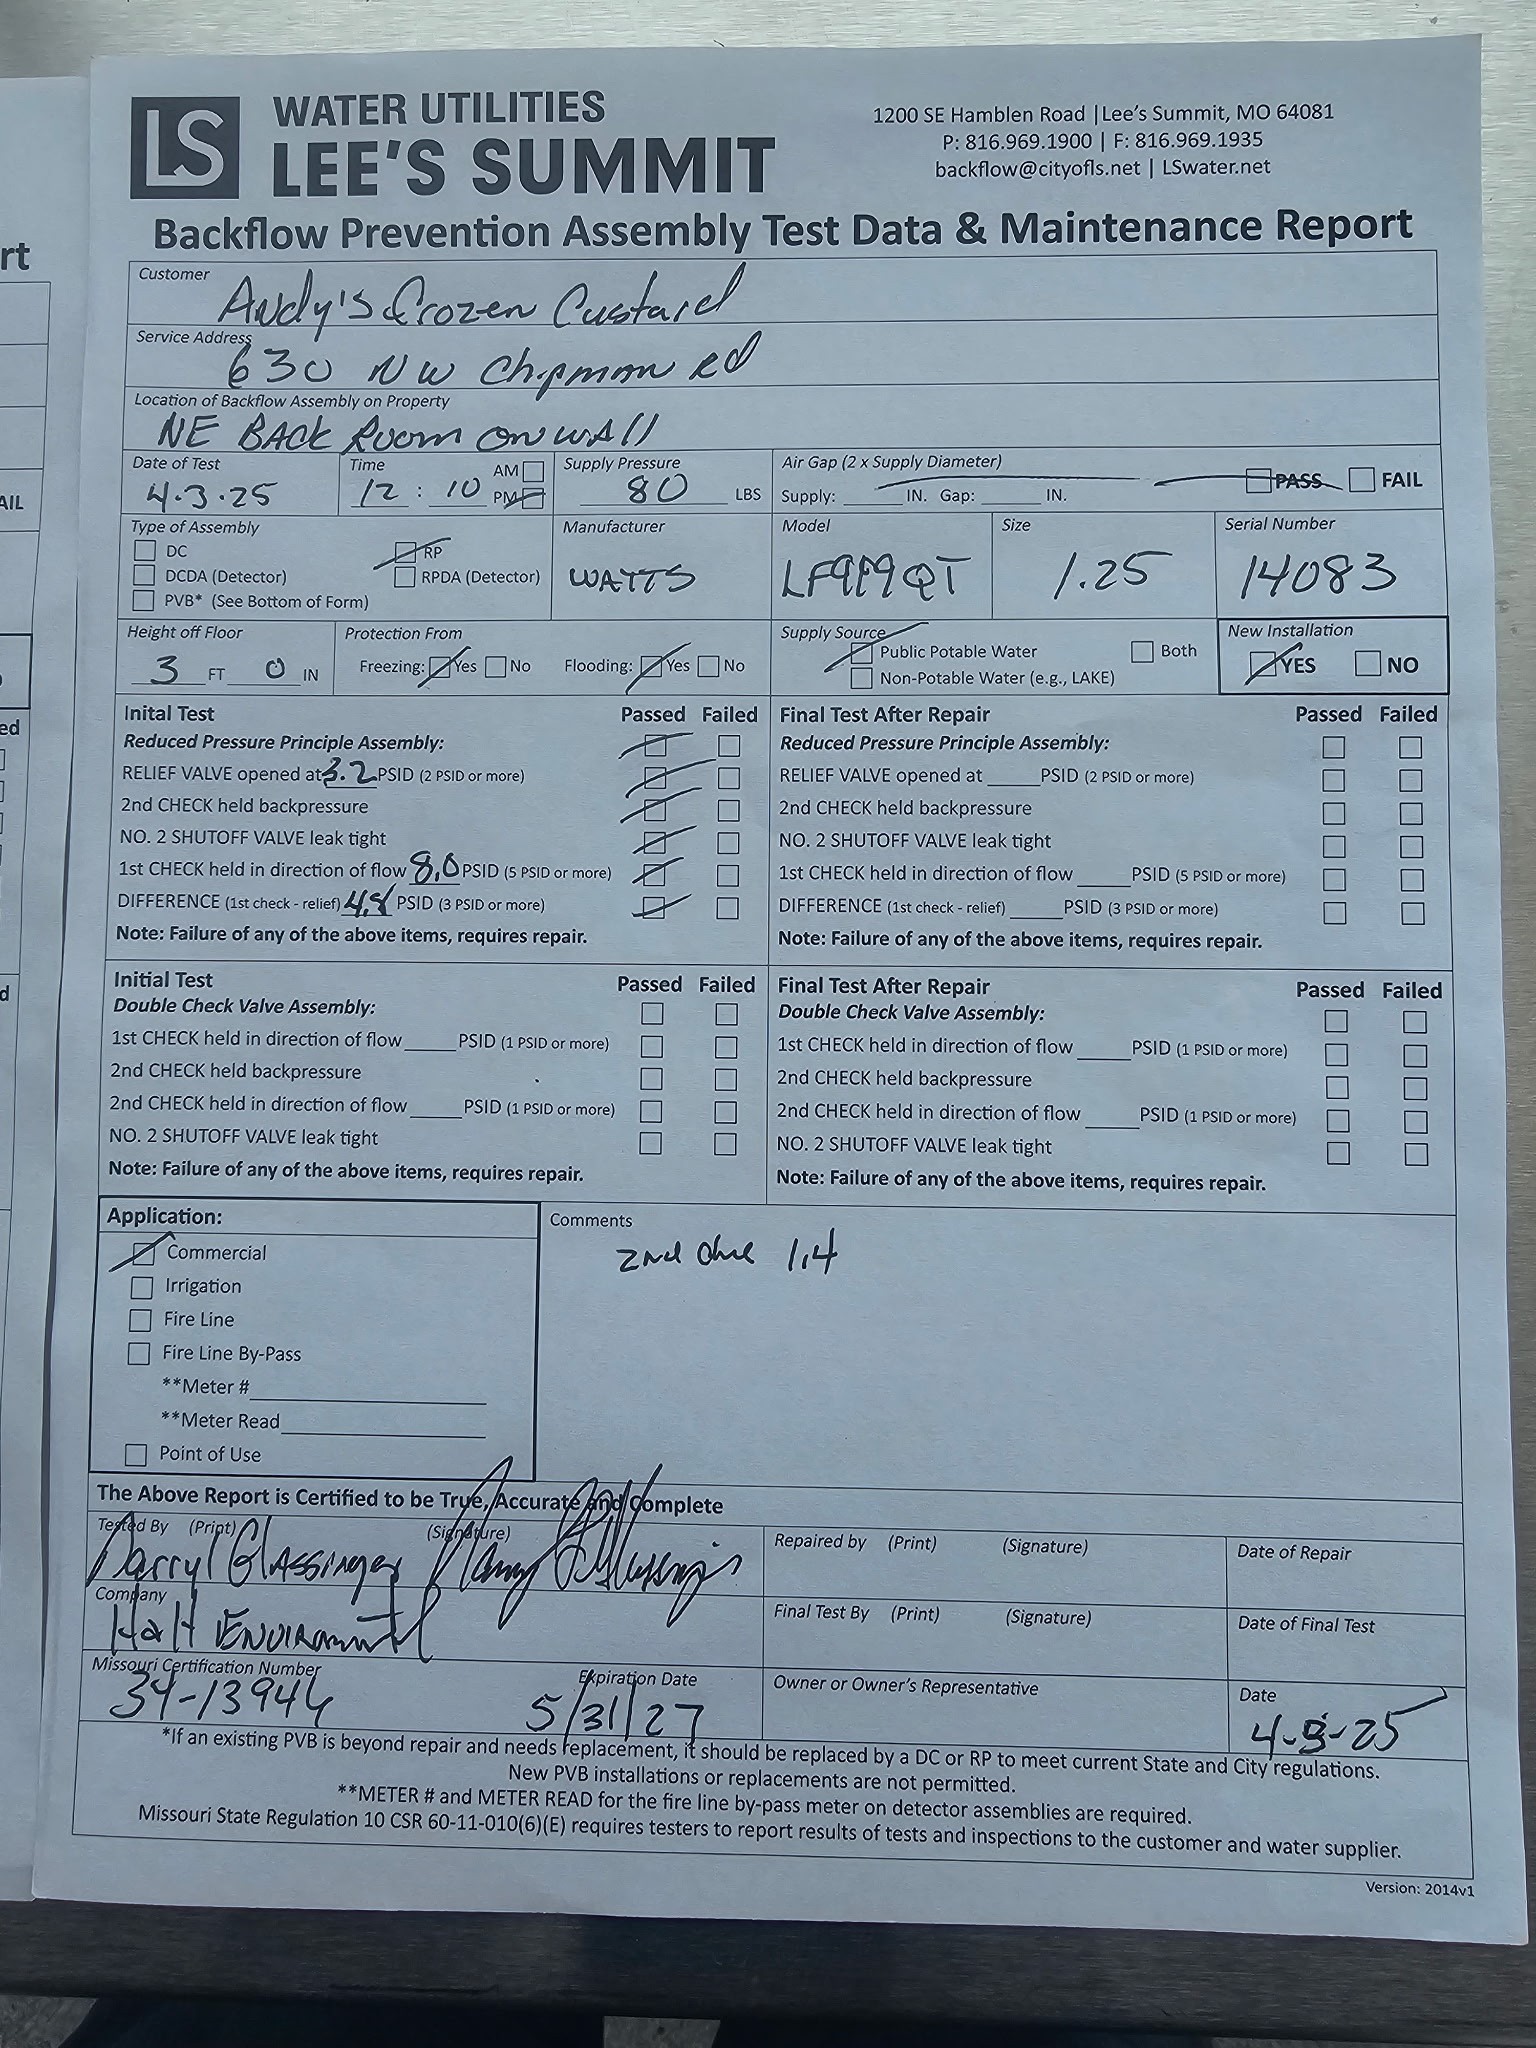 LS WATER UTILITIES
LEE'S SUMMIT
1200 SE Hamblen Road | Lee's Summit, MO 64081
P: 816.969.1900 | F: 816.969.1935
backflow@cityofls.net | LSwater.net
Backflow Prevention Assembly Test Data & Maintenance Report
Customer
Andy's Frozen Custard
Service Address
630 NW Chipman Rd
Location of Backflow Assembly on Property
NE BACK Room on wall
Date of Test Time AM Supply Pressure Air Gap (2 x Supply Diameter)
4.3.25 12 : 10 PM 80 LBS Supply: ____ IN. Gap: ____ IN. PASS FAIL
Type of Assembly Manufacturer Model Size Serial Number
DC RP
DCDA (Detector) RPDA (Detector) WATTS LF919QT 1.25 14083
PVB* (See Bottom of Form)
Height off Floor Protection From Supply Source New Installation
3 FT 0 IN Freezing: Yes No Flooding: Yes No Public Potable Water Both YES NO
Non-Potable Water (e.g., LAKE)
Inital Test Passed Failed
Reduced Pressure Principle Assembly:
RELIEF VALVE opened at 3.2 PSID (2 PSID or more)
2nd CHECK held backpressure
NO. 2 SHUTOFF VALVE leak tight
1st CHECK held in direction of flow 8.0 PSID (5 PSID or more)
DIFFERENCE (1st check - relief) 4.8 PSID (3 PSID or more)
Note: Failure of any of the above items, requires repair.
Final Test After Repair Passed Failed
Reduced Pressure Principle Assembly:
RELIEF VALVE opened at ____ PSID (2 PSID or more)
2nd CHECK held backpressure
NO. 2 SHUTOFF VALVE leak tight
1st CHECK held in direction of flow ____ PSID (5 PSID or more)
DIFFERENCE (1st check - relief) ____ PSID (3 PSID or more)
Note: Failure of any of the above items, requires repair.
Initial Test Passed Failed
Double Check Valve Assembly:
1st CHECK held in direction of flow ____ PSID (1 PSID or more)
2nd CHECK held backpressure
2nd CHECK held in direction of flow ____ PSID (1 PSID or more)
NO. 2 SHUTOFF VALVE leak tight
Note: Failure of any of the above items, requires repair.
Final Test After Repair Passed Failed
Double Check Valve Assembly:
1st CHECK held in direction of flow ____ PSID (1 PSID or more)
2nd CHECK held backpressure
2nd CHECK held in direction of flow ____ PSID (1 PSID or more)
NO. 2 SHUTOFF VALVE leak tight
Note: Failure of any of the above items, requires repair.
Application:
Commercial
Irrigation
Fire Line
Fire Line By-Pass
**Meter #
**Meter Read
Point of Use
Comments
2nd 1.4
The Above Report is Certified to be True, Accurate and Complete
Tested By (Print) (Signature)
Darryl Glassinger
Repaired by (Print) (Signature) Date of Repair
Company
Final Test By (Print) (Signature) Date of Final Test
Missouri Certification Number Expiration Date
34-13946 5/31/27
Owner or Owner's Representative Date
4-3-25
*If an existing PVB is beyond repair and needs replacement, it should be replaced by a DC or RP to meet current State and City regulations.
New PVB installations or replacements are not permitted.
**METER # and METER READ for the fire line by-pass meter on detector assemblies are required.
Missouri State Regulation 10 CSR 60-11-010(6)(E) requires testers to report results of tests and inspections to the customer and water supplier.
Version: 2014v1